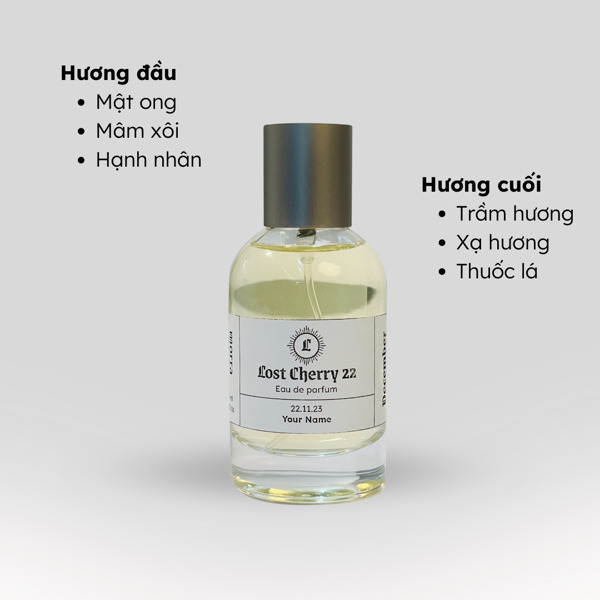 Hương đầu
• Mật ong
• Mâm xôi
• Hạnh nhân
Hương cuối
• Trầm hương
• Xạ hương
• Thuốc lá
L
Lost Cherry 22
Eau de parfum
22.11.23
Your Name
December